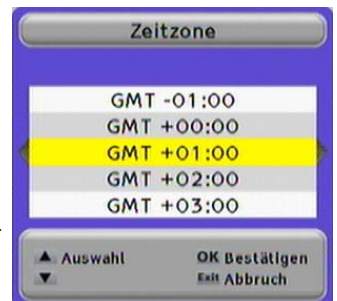 Zeitzone
GMT -01:00
GMT +00:00
GMT +01:00
GMT +02:00
GMT +03:00
Auswahl OK Bestätigen
Exit Abbruch